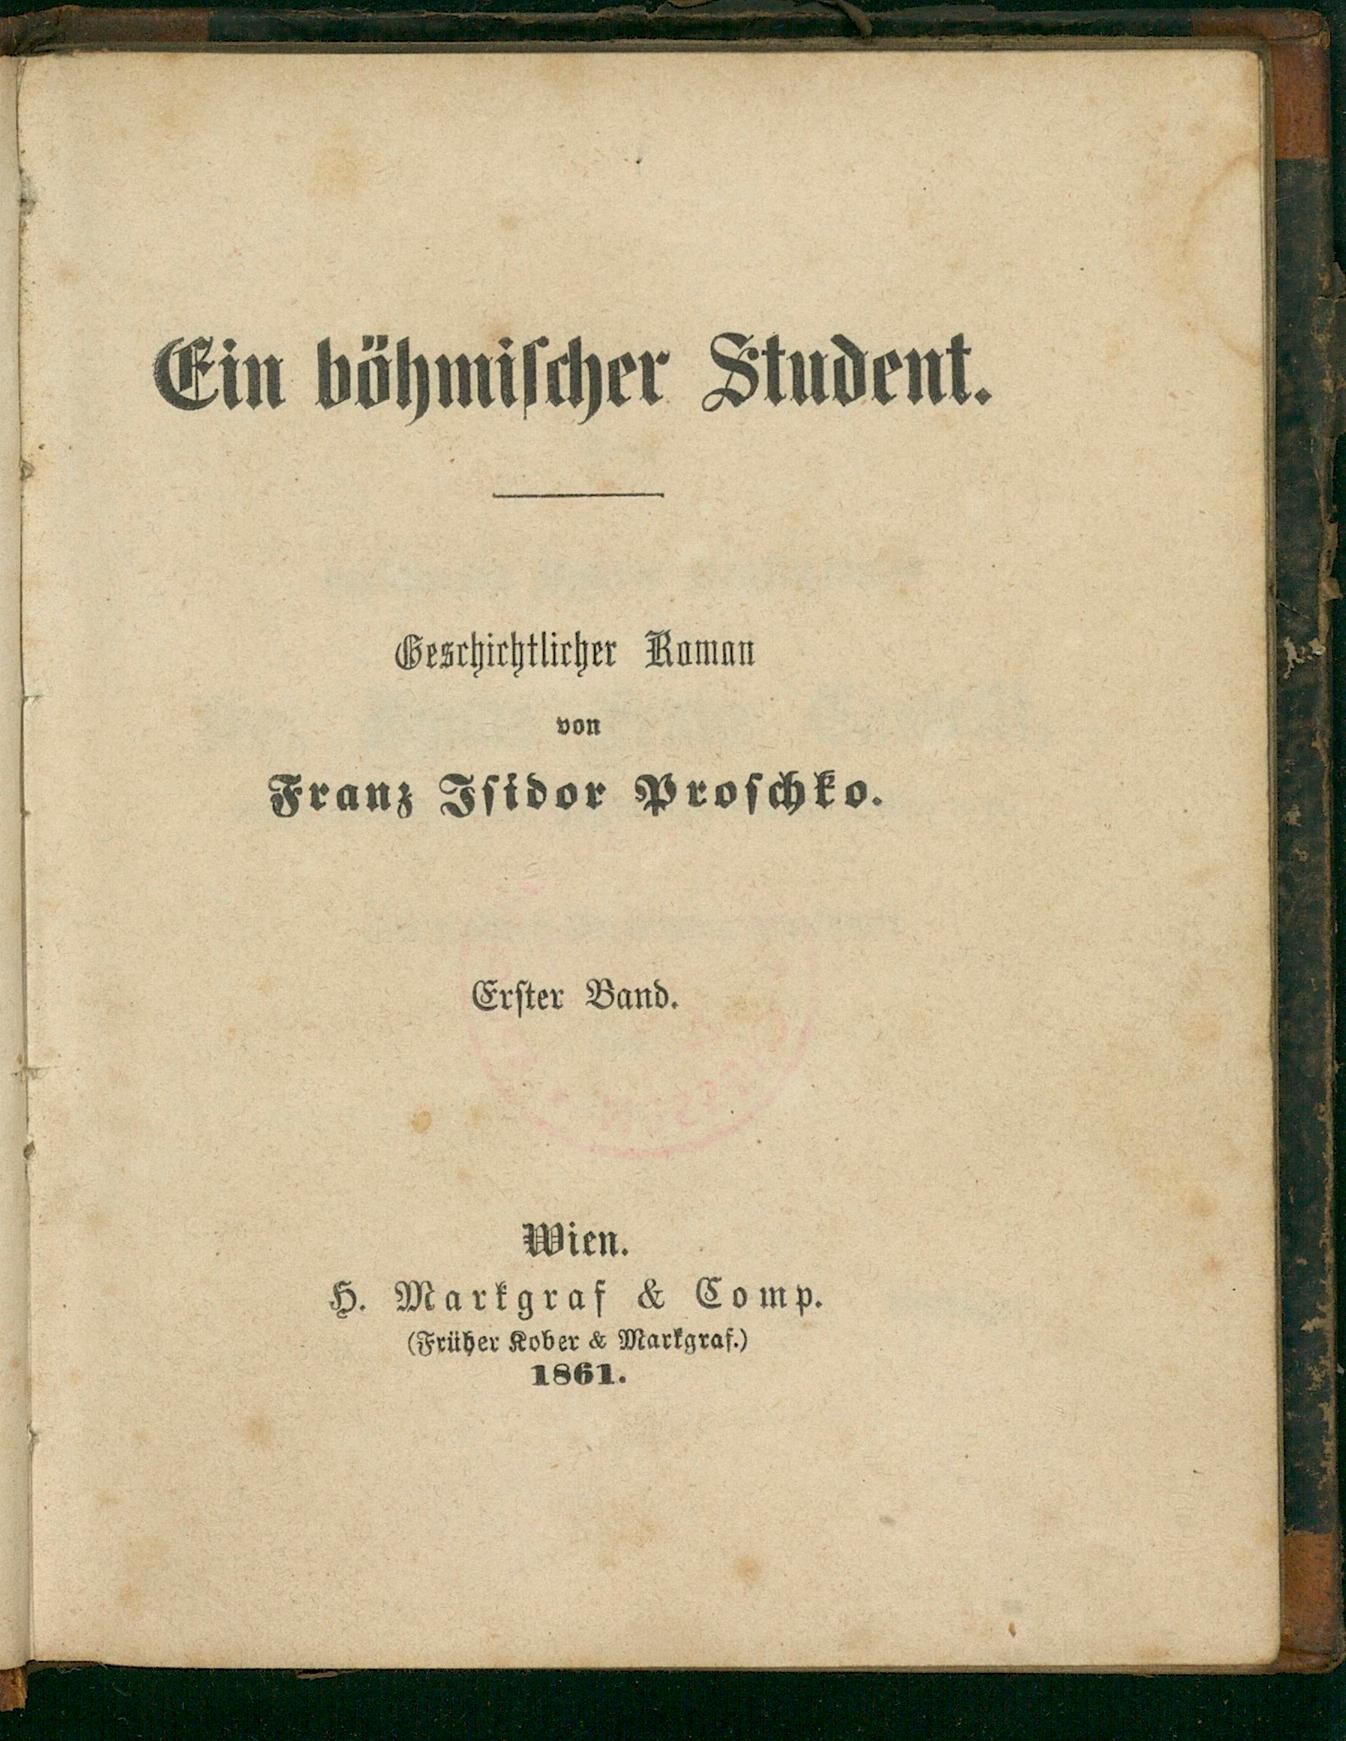 Ein böhmiſcher Student.
Geschichtlicher Roman
von
Franz Iſidor Proſchko.
Erſter Band.
Wien.
H. Markgraf & Comp.
(Früher Kober & Markgraf.)
1861.